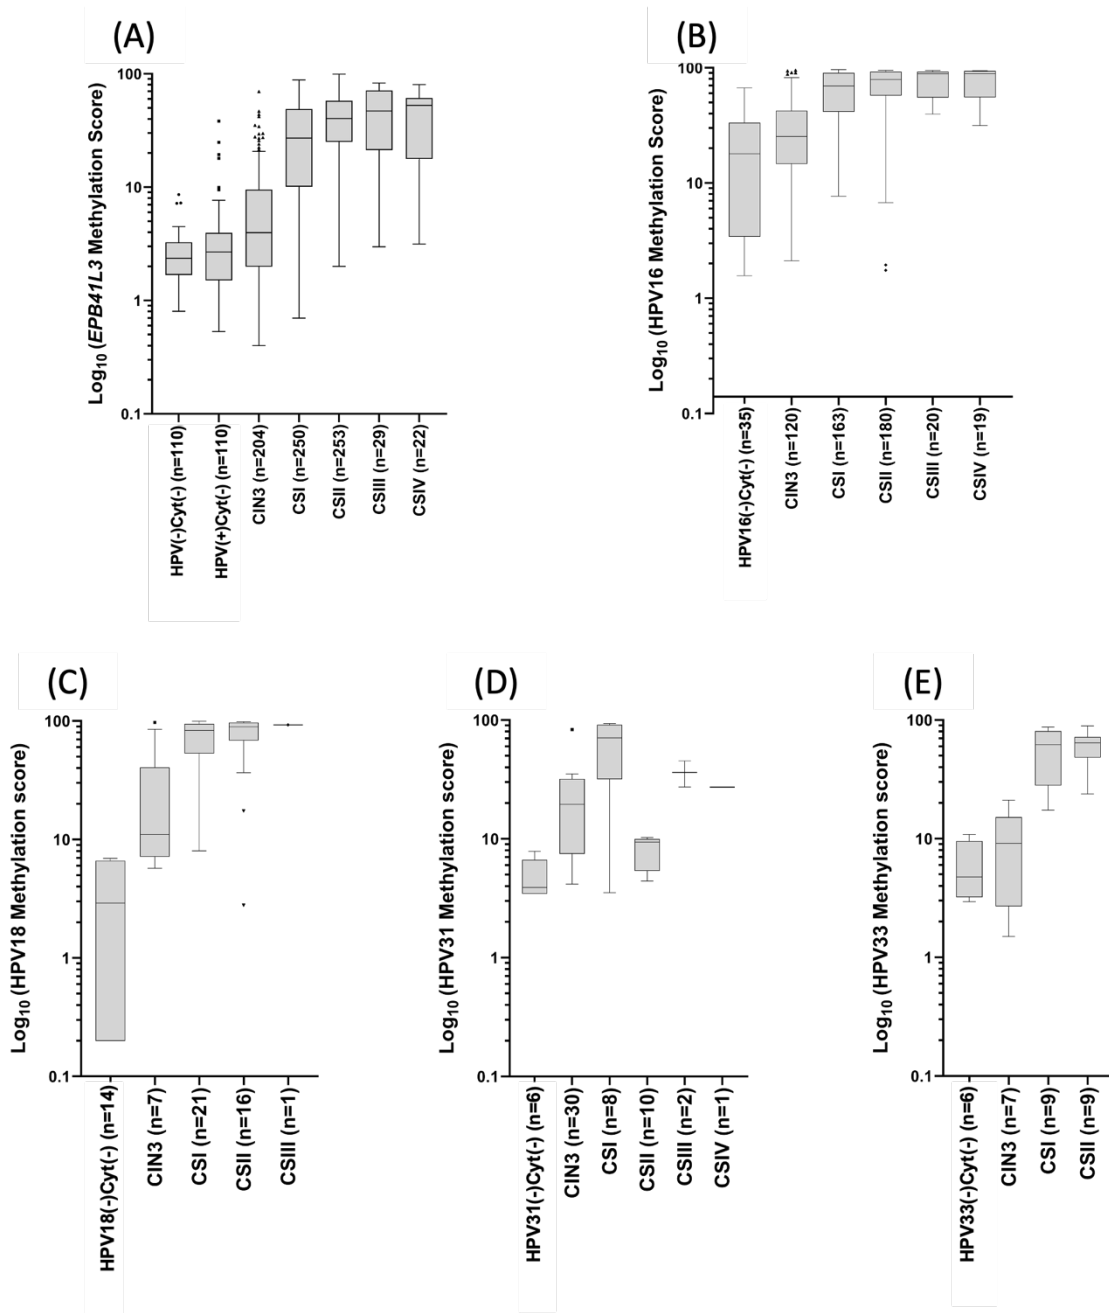 (A)
Log10 (EPB41L3 Methylation Score)
100
10
1
0.1
HPV(-)Cyt(-) (n=110)
HPV(+)Cyt(-) (n=110)
CIN3 (n=204)
CSI (n=250)
CSII (n=253)
CSIII (n=29)
CSIV (n=22)
(B)
Log10 (HPV16 Methylation Score)
100
10
1
0.1
HPV16(-)Cyt(-) (n=35)
CIN3 (n=120)
CSI (n=163)
CSII (n=180)
CSIII (n=20)
CSIV (n=19)
(C)
Log10 (HPV18 Methylation score)
100
10
1
0.1
HPV18(-)Cyt(-) (n=14)
CIN3 (n=7)
CSI (n=21)
CSII (n=16)
CSIII (n=1)
(D)
Log10 (HPV31 Methylation score)
100
10
1
0.1
HPV31(-)Cyt(-) (n=6)
CIN3 (n=30)
CSI (n=8)
CSII (n=10)
CSIII (n=2)
CSIV (n=1)
(E)
Log10 (HPV33 Methylation score)
100
10
1
0.1
HPV33(-)Cyt(-) (n=6)
CIN3 (n=7)
CSI (n=9)
CSII (n=9)